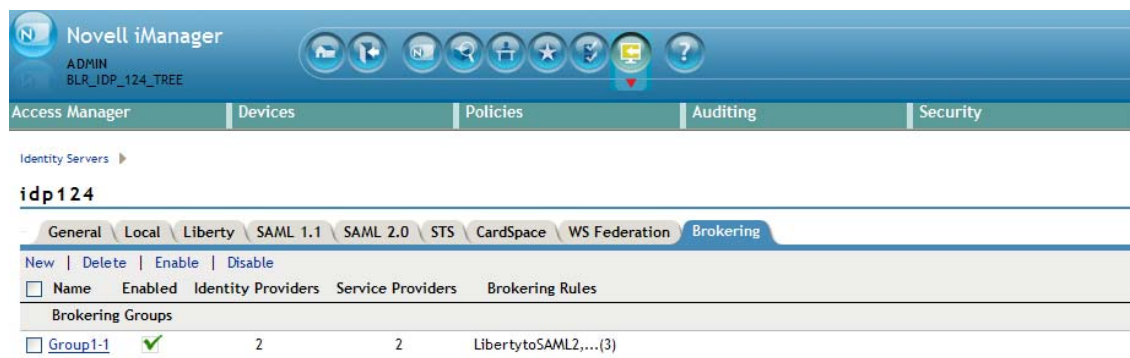 Novell iManager
ADMIN
BLR_IDP_124_TREE
Access Manager Devices Policies Auditing Security
Identity Servers
idp124
General Local Liberty SAML 1.1 SAML 2.0 STS CardSpace WS Federation Brokering
New | Delete | Enable | Disable
Name Enabled Identity Providers Service Providers Brokering Rules
Brokering Groups
Group1-1 2 2 LibertytoSAML2,...(3)